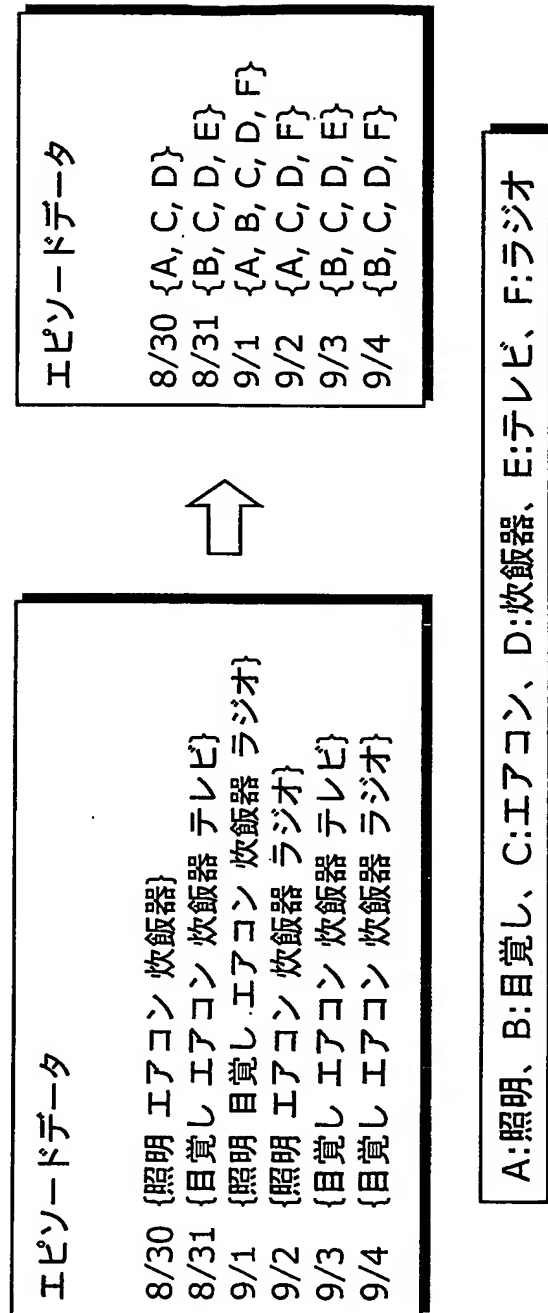 エピソードデータ
8/30 {照明 エアコン 炊飯器}
8/31 {目覚し エアコン 炊飯器 テレビ}
9/1 {照明 目覚し エアコン 炊飯器 ラジオ}
9/2 {照明 エアコン 炊飯器 ラジオ}
9/3 {目覚し エアコン 炊飯器 テレビ}
9/4 {目覚し エアコン 炊飯器 ラジオ}
エピソードデータ
8/30 {A, C, D}
8/31 {B, C, D, E}
9/1 {A, B, C, D, F}
9/2 {A, C, D, F}
9/3 {B, C, D, E}
9/4 {B, C, D, F}
A:照明、B:目覚し、C:エアコン、D:炊飯器、E:テレビ、F:ラジオ